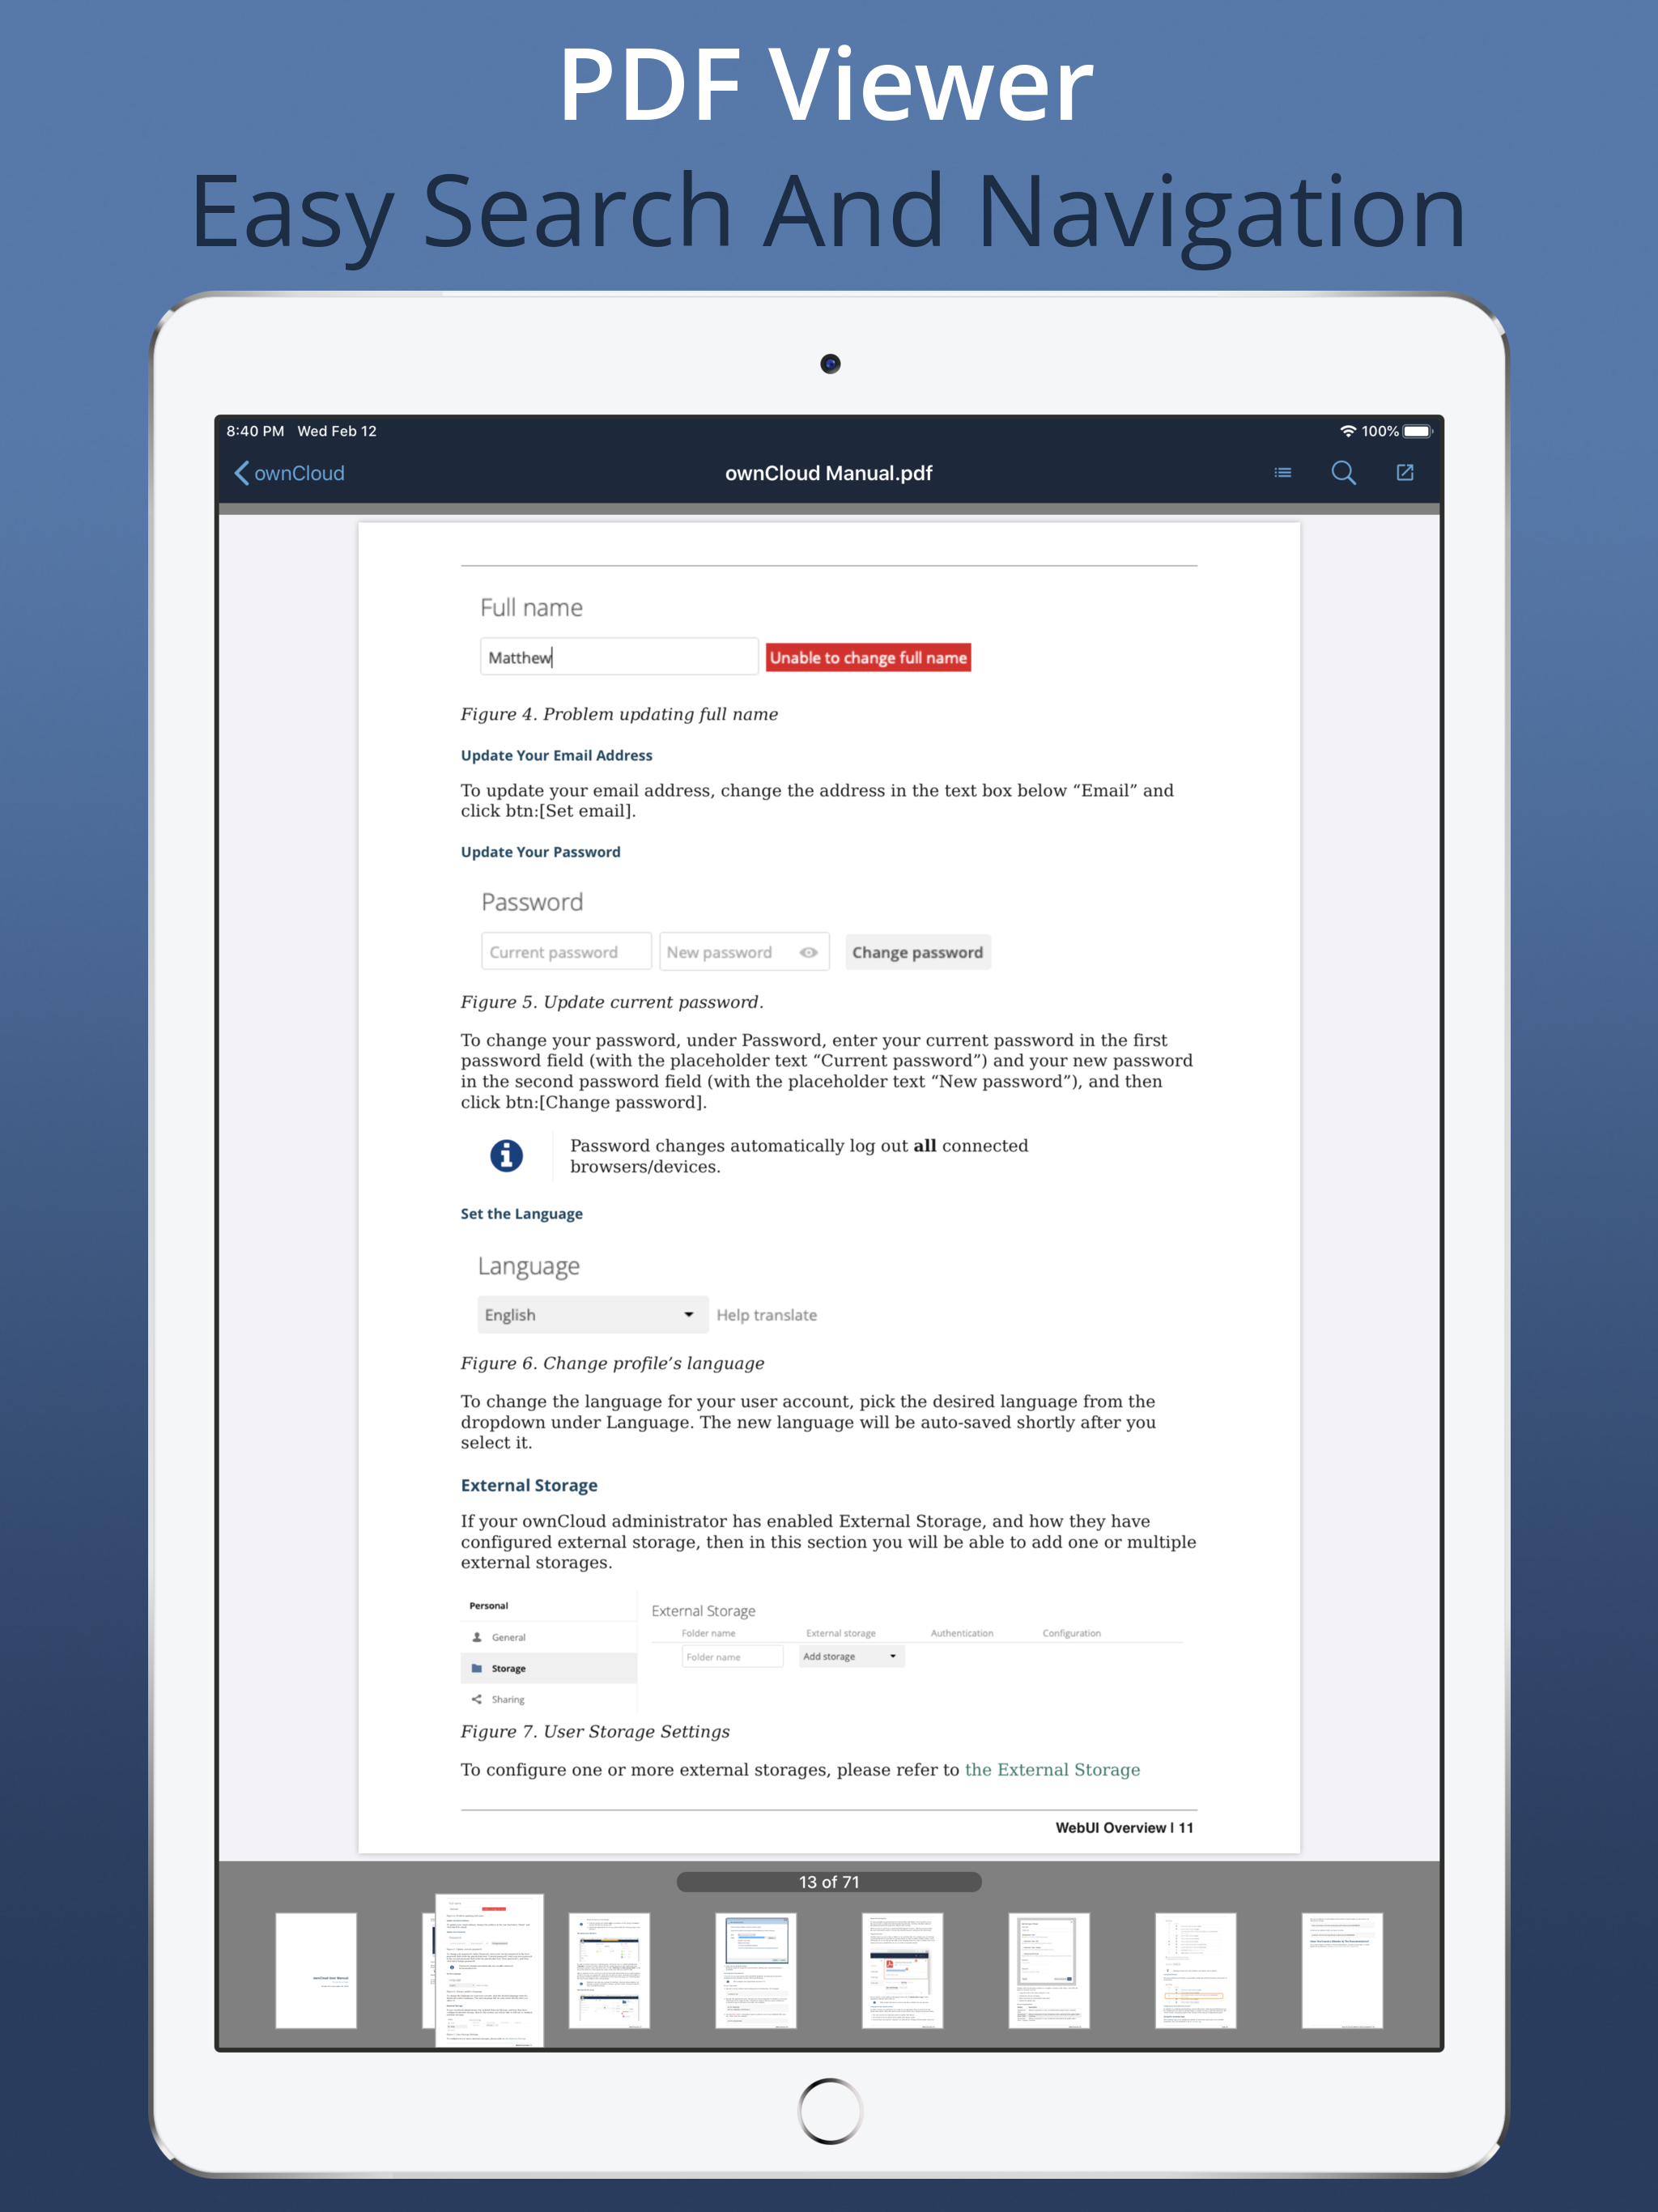 PDF Viewer
Easy Search And Navigation
8:40 PM Wed Feb 12
100%
ownCloud
ownCloud Manual.pdf
Full name
Matthew
Unable to change full name
Figure 4. Problem updating full name
Update Your Email Address
To update your email address, change the address in the text box below “Email” and
click btn:[Set email].
Update Your Password
Password
Current password
New password
Change password
Figure 5. Update current password.
To change your password, under Password, enter your current password in the first
password field (with the placeholder text “Current password”) and your new password
in the second password field (with the placeholder text “New password”), and then
click btn:[Change password].
Password changes automatically log out all connected
browsers/devices.
Set the Language
Language
English
Help translate
Figure 6. Change profile’s language
To change the language for your user account, pick the desired language from the
dropdown under Language. The new language will be auto-saved shortly after you
select it.
External Storage
If your ownCloud administrator has enabled External Storage, and how they have
configured external storage, then in this section you will be able to add one or multiple
external storages.
Personal
General
Storage
Sharing
External Storage
Folder name External storage Authentication Configuration
Folder name
Add storage
Figure 7. User Storage Settings
To configure one or more external storages, please refer to the External Storage
WebUI Overview | 11
13 of 71
ownCloud User Manual